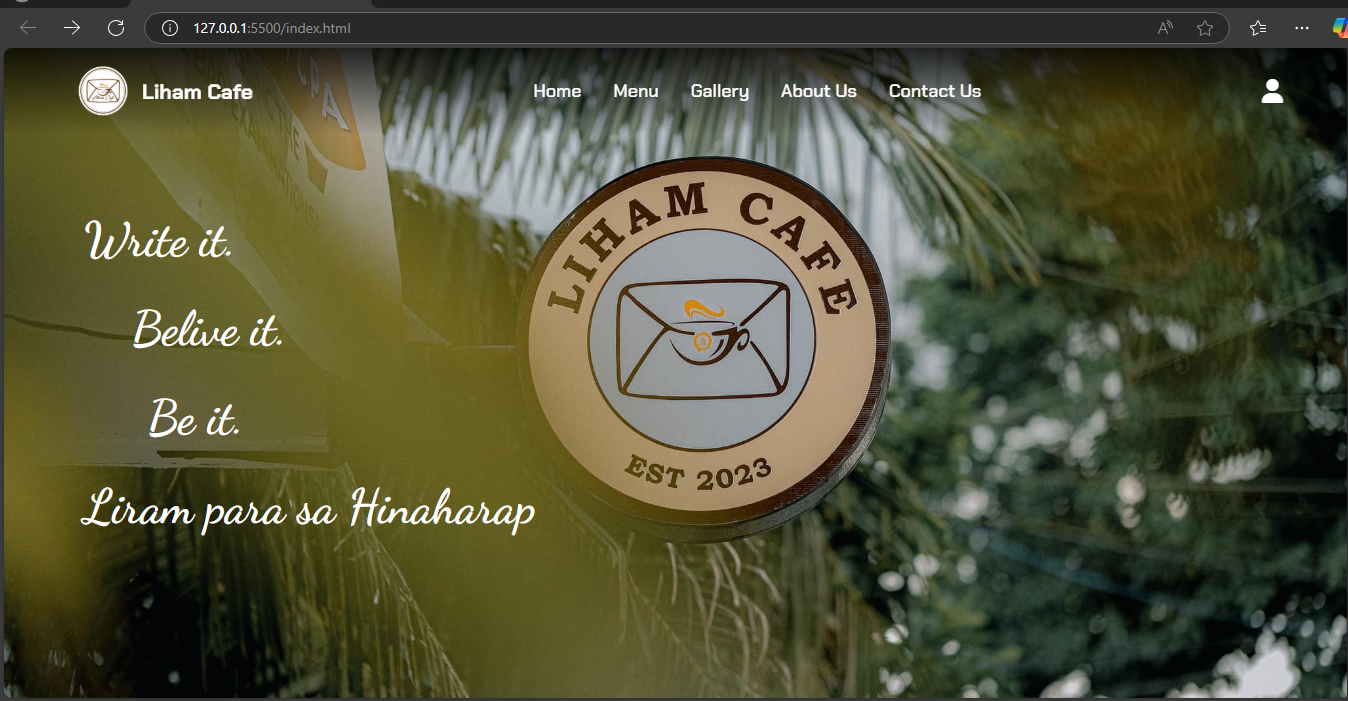 127.0.0.1:5500/index.html
Liham Cafe
Home Menu Gallery About Us Contact Us
LIHAM CAFE
EST 2023
Write it.
Belive it.
Be it.
Liram para sa Hinaharap